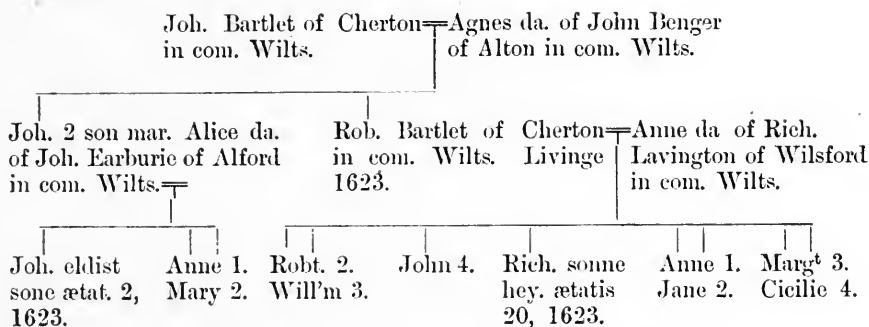 Joh. Bartlet of Cherton Agnes da. of John Benger
in com. Wilts. of Alton in com. Wilts.
Joh. 2 son mar. Alice da. Rob. Bartlet of Cherton Anne da of Rich.
of Joh. Earburie of Alford in com. Wilts. Livinge Lavington of Wilsford
in com. Wilts. 1623. in com. Wilts.
Joh. eldist Anne 1. Robt. 2. John 4. Rich. sonne Anne 1. Margᵗ 3.
sone ætat. 2, Mary 2. Will'm 3. hey. ætatis Jane 2. Cicilie 4.
1623. 20, 1623.